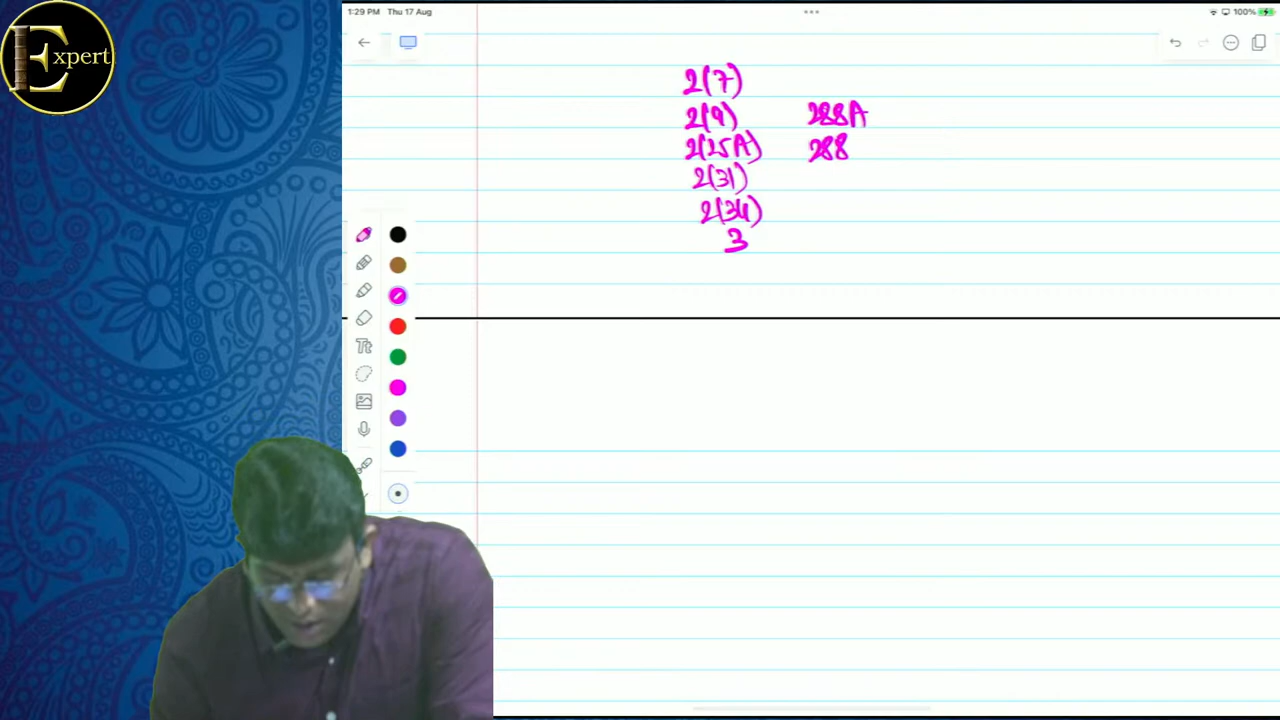 Expert
1:29 PM Thu 17 Aug
100%
2(7)
2(9) 288A
2(25A) 288
2(31)
2(34)
3
Tt